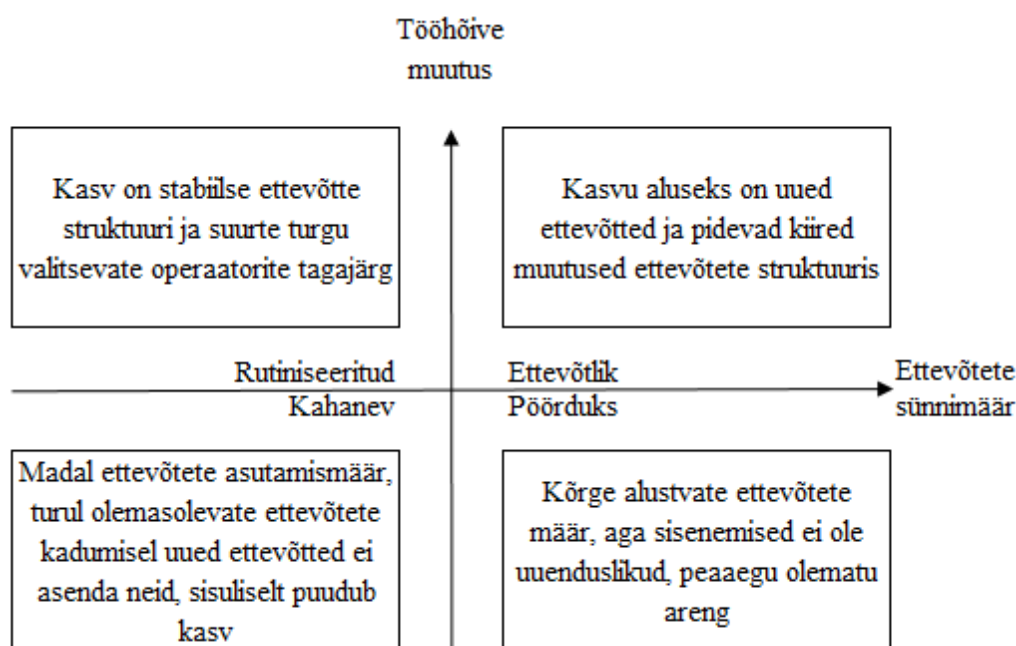 Tööhõive
muutus
Kasv on stabiilse ettevõtte
struktuuri ja suurte turgu
valitsevate operaatorite tagajärg
Kasvu aluseks on uued
ettevõtted ja pidevad kiired
muutused ettevõtete struktuuris
Rutiniseeritud
Kahanev
Ettevõtlik
Pöörduks
Ettevõtete
sünnimäär
Madal ettevõtete asutamismäär,
turul olemasolevate ettevõtete
kadumisel uued ettevõtted ei
asenda neid, sisuliselt puudub
kasv
Kõrge alustvate ettevõtete
määr, aga sisenemised ei ole
uuenduslikud, peaaegu olematu
areng